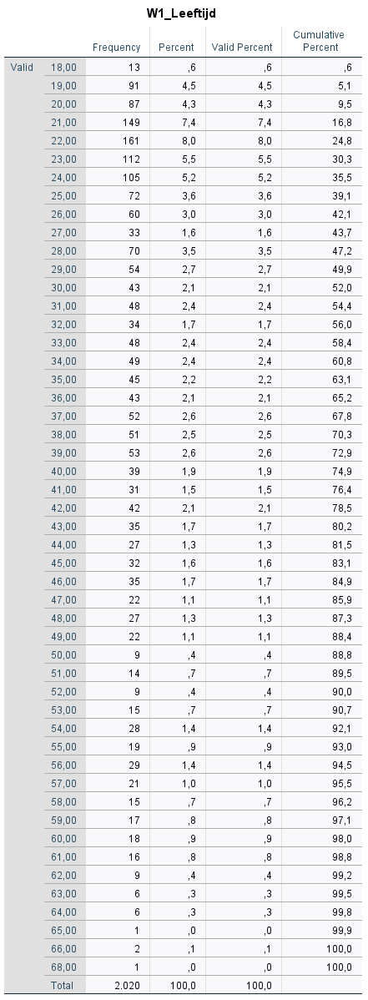 W1_Leeftijd
Frequency Percent Valid Percent Cumulative Percent
Valid 18,00 13 ,6 ,6 ,6
19,00 91 4,5 4,5 5,1
20,00 87 4,3 4,3 9,5
21,00 149 7,4 7,4 16,8
22,00 161 8,0 8,0 24,8
23,00 112 5,5 5,5 30,3
24,00 105 5,2 5,2 35,5
25,00 72 3,6 3,6 39,1
26,00 60 3,0 3,0 42,1
27,00 33 1,6 1,6 43,7
28,00 70 3,5 3,5 47,2
29,00 54 2,7 2,7 49,9
30,00 43 2,1 2,1 52,0
31,00 48 2,4 2,4 54,4
32,00 34 1,7 1,7 56,0
33,00 48 2,4 2,4 58,4
34,00 49 2,4 2,4 60,8
35,00 45 2,2 2,2 63,1
36,00 43 2,1 2,1 65,2
37,00 52 2,6 2,6 67,8
38,00 51 2,5 2,5 70,3
39,00 53 2,6 2,6 72,9
40,00 39 1,9 1,9 74,9
41,00 31 1,5 1,5 76,4
42,00 42 2,1 2,1 78,5
43,00 35 1,7 1,7 80,2
44,00 27 1,3 1,3 81,5
45,00 32 1,6 1,6 83,1
46,00 35 1,7 1,7 84,9
47,00 22 1,1 1,1 85,9
48,00 27 1,3 1,3 87,3
49,00 22 1,1 1,1 88,4
50,00 9 ,4 ,4 88,8
51,00 14 ,7 ,7 89,5
52,00 9 ,4 ,4 90,0
53,00 15 ,7 ,7 90,7
54,00 28 1,4 1,4 92,1
55,00 19 ,9 ,9 93,0
56,00 29 1,4 1,4 94,5
57,00 21 1,0 1,0 95,5
58,00 15 ,7 ,7 96,2
59,00 17 ,8 ,8 97,1
60,00 18 ,9 ,9 98,0
61,00 16 ,8 ,8 98,8
62,00 9 ,4 ,4 99,2
63,00 6 ,3 ,3 99,5
64,00 6 ,3 ,3 99,8
65,00 1 ,0 ,0 99,9
66,00 2 ,1 ,1 100,0
68,00 1 ,0 ,0 100,0
Total 2.020 100,0 100,0